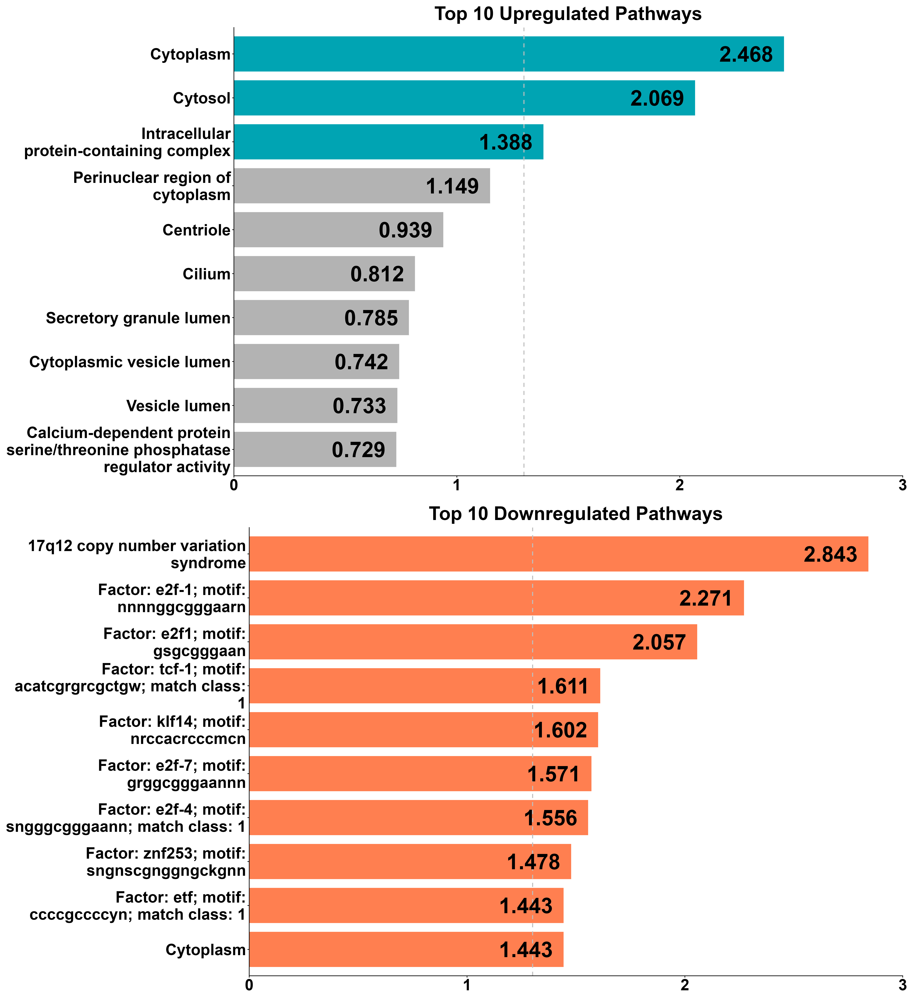 Top 10 Upregulated Pathways
Cytoplasm
2.468
Cytosol
2.069
Intracellular
protein-containing complex
1.388
Perinuclear region of
cytoplasm
1.149
Centriole
0.939
Cilium
0.812
Secretory granule lumen
0.785
Cytoplasmic vesicle lumen
0.742
Vesicle lumen
0.733
Calcium-dependent protein
serine/threonine phosphatase
regulator activity
0.729
0 1 2 3
Top 10 Downregulated Pathways
17q12 copy number variation
syndrome
2.843
Factor: e2f-1; motif:
nnnnggcgggaarn
2.271
Factor: e2f1; motif:
gsgcgggaan
2.057
Factor: tcf-1; motif:
acatcgrgrcgctgw; match class:
1
1.611
Factor: klf14; motif:
nrccacrcccmcn
1.602
Factor: e2f-7; motif:
grggcgggaannn
1.571
Factor: e2f-4; motif:
sngggcgggaann; match class: 1
1.556
Factor: znf253; motif:
sngnscgnggngckgnn
1.478
Factor: etf; motif:
ccccgccccyn; match class: 1
1.443
Cytoplasm
1.443
0 1 2 3